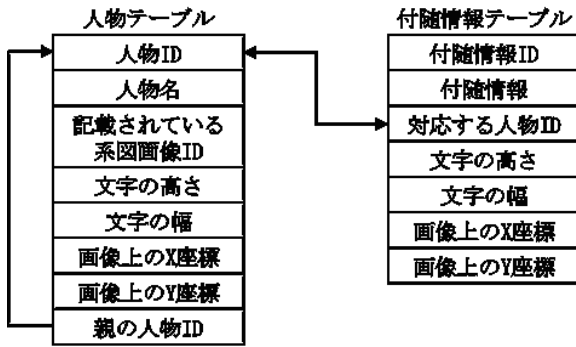 人物テーブル
人物ID
人物名
記載されている
系図画像ID
文字の高さ
文字の幅
画像上のX座標
画像上のY座標
親の人物ID
付随情報テーブル
付随情報ID
付随情報
対応する人物ID
文字の高さ
文字の幅
画像上のX座標
画像上のY座標